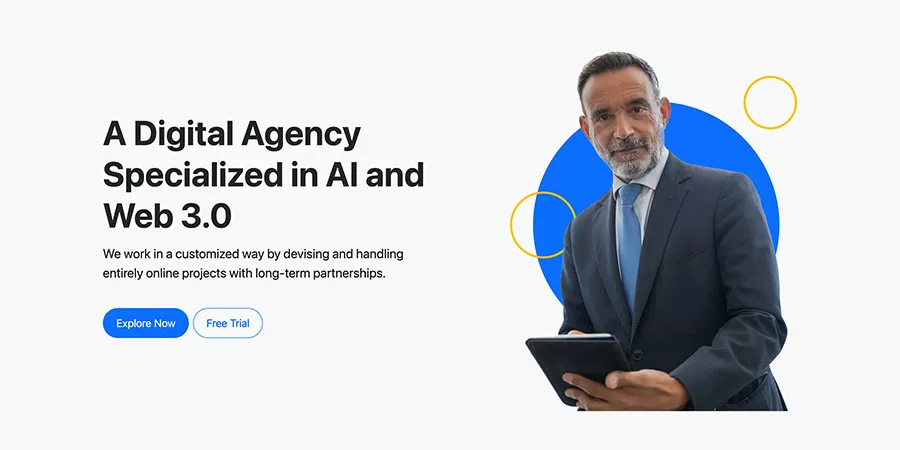 A Digital Agency
Specialized in AI and
Web 3.0
We work in a customized way by devising and handling
entirely online projects with long-term partnerships.
Explore Now
Free Trial